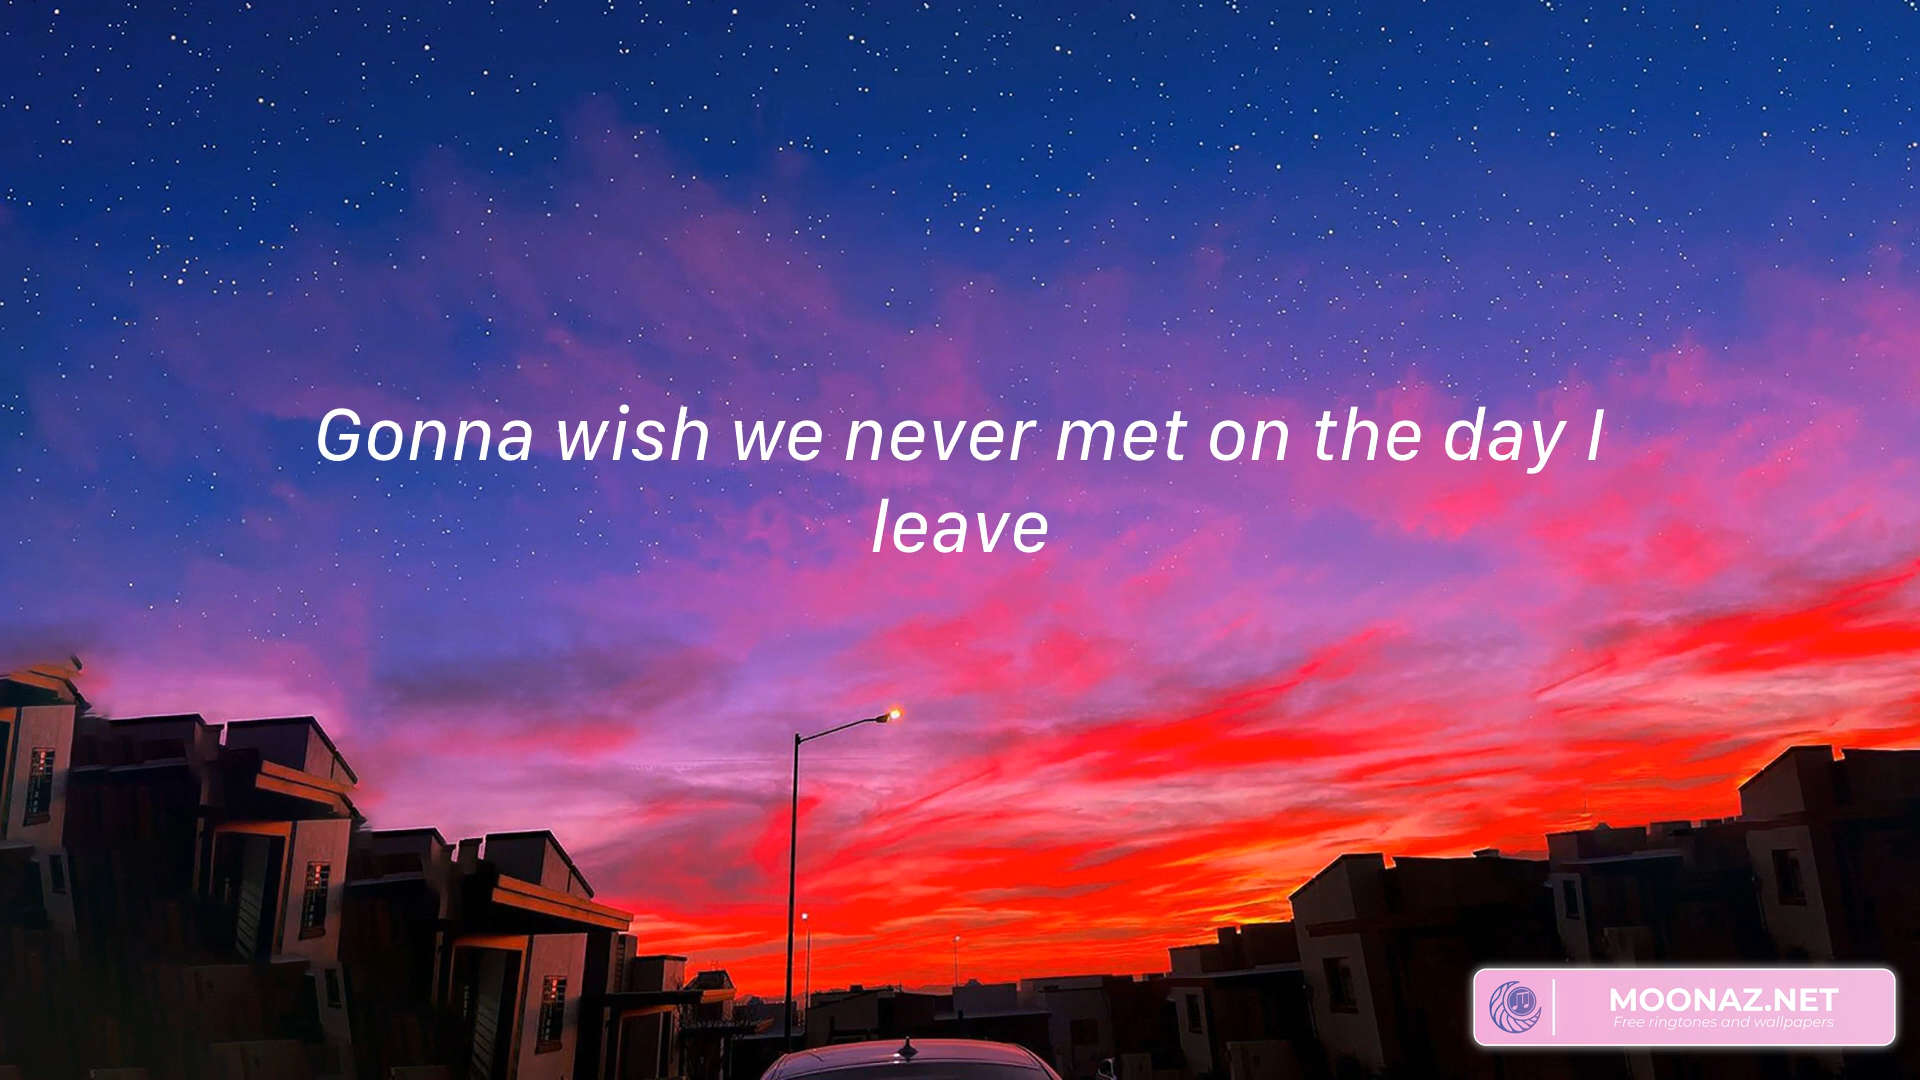 Gonna wish we never met on the day I
leave
MOONAZ.NET
Free ringtones and wallpapers